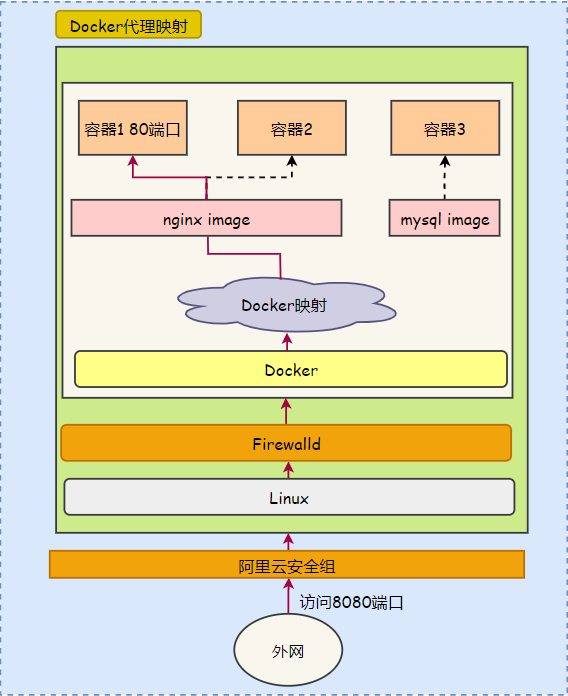 Docker代理映射
容器1 80端口
容器2
容器3
nginx image
mysql image
Docker映射
Docker
Firewalld
Linux
阿里云安全组
访问8080端口
外网